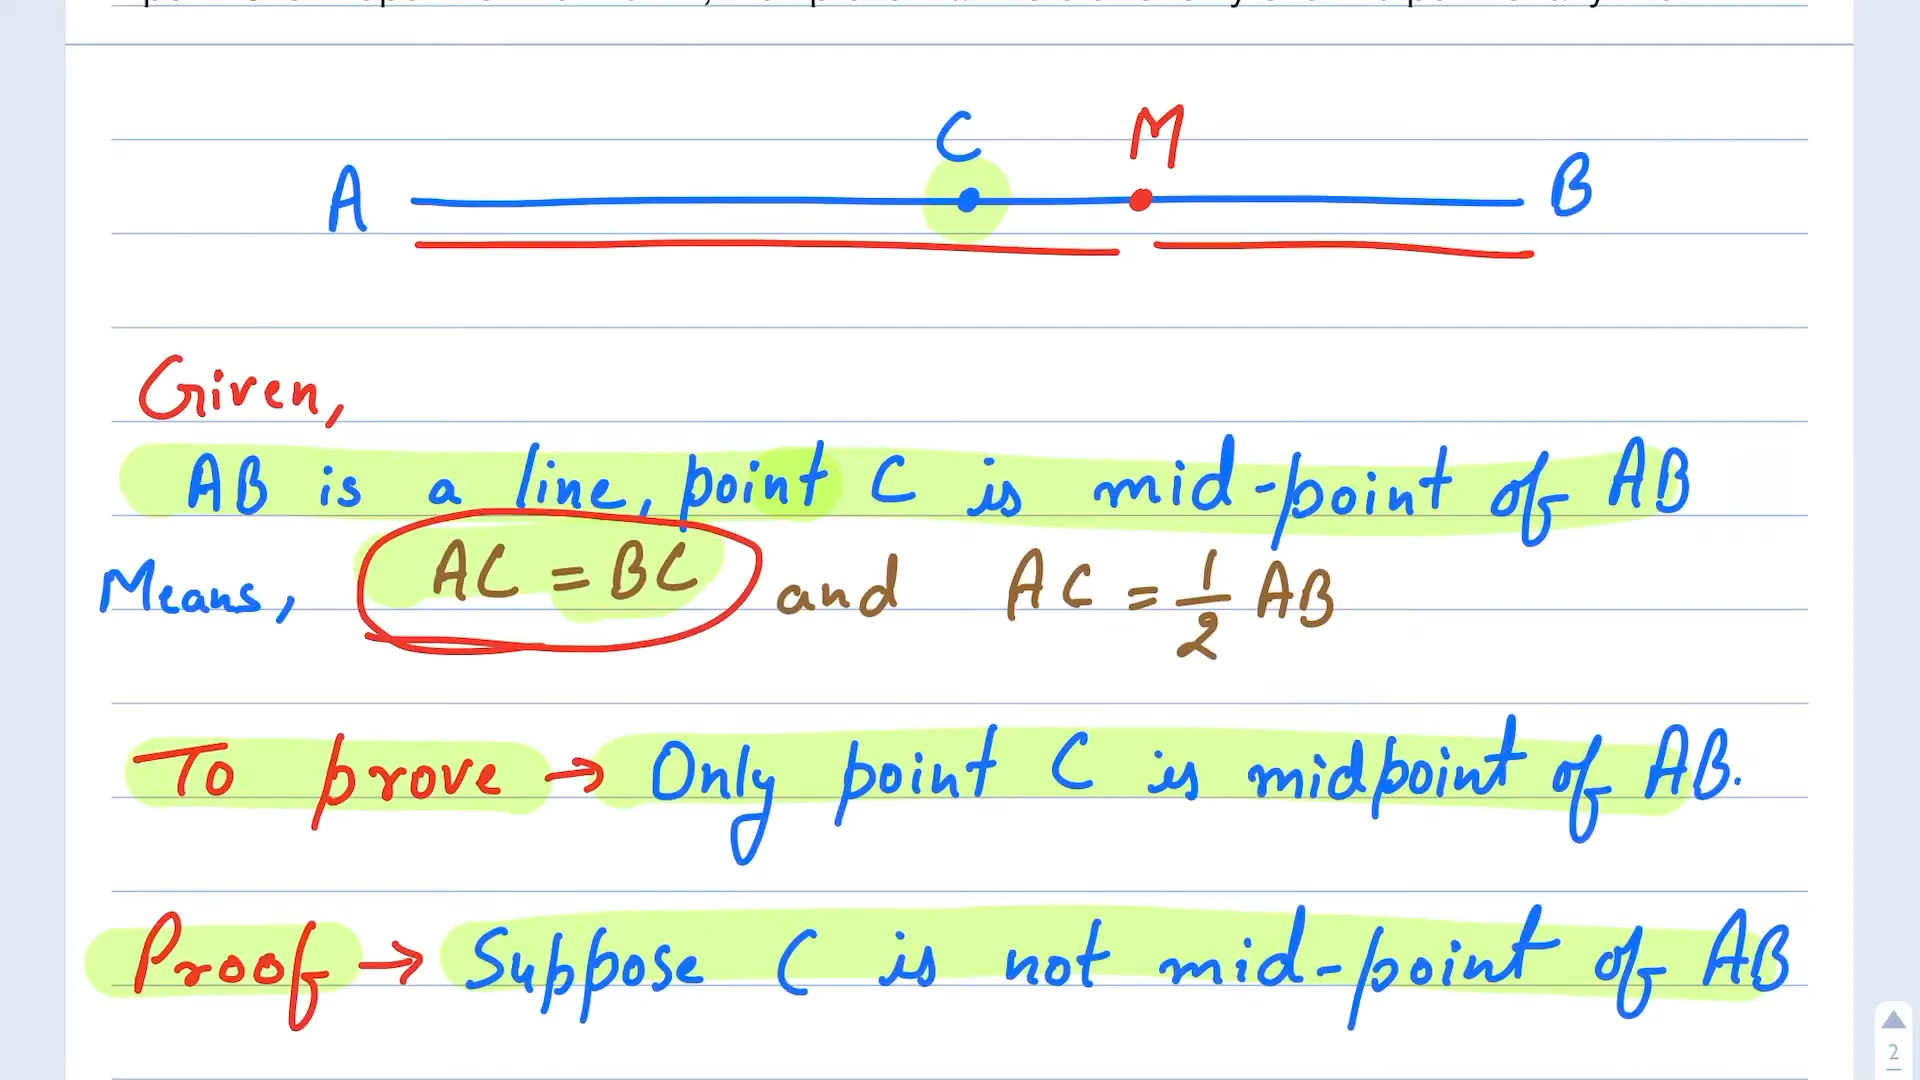 C M
A B
Given,
AB is a line, point C is mid-point of AB
Means, AC = BC and AC = 1/2 AB
To prove → Only point C is midpoint of AB.
Proof → Suppose C is not mid-point of AB
2